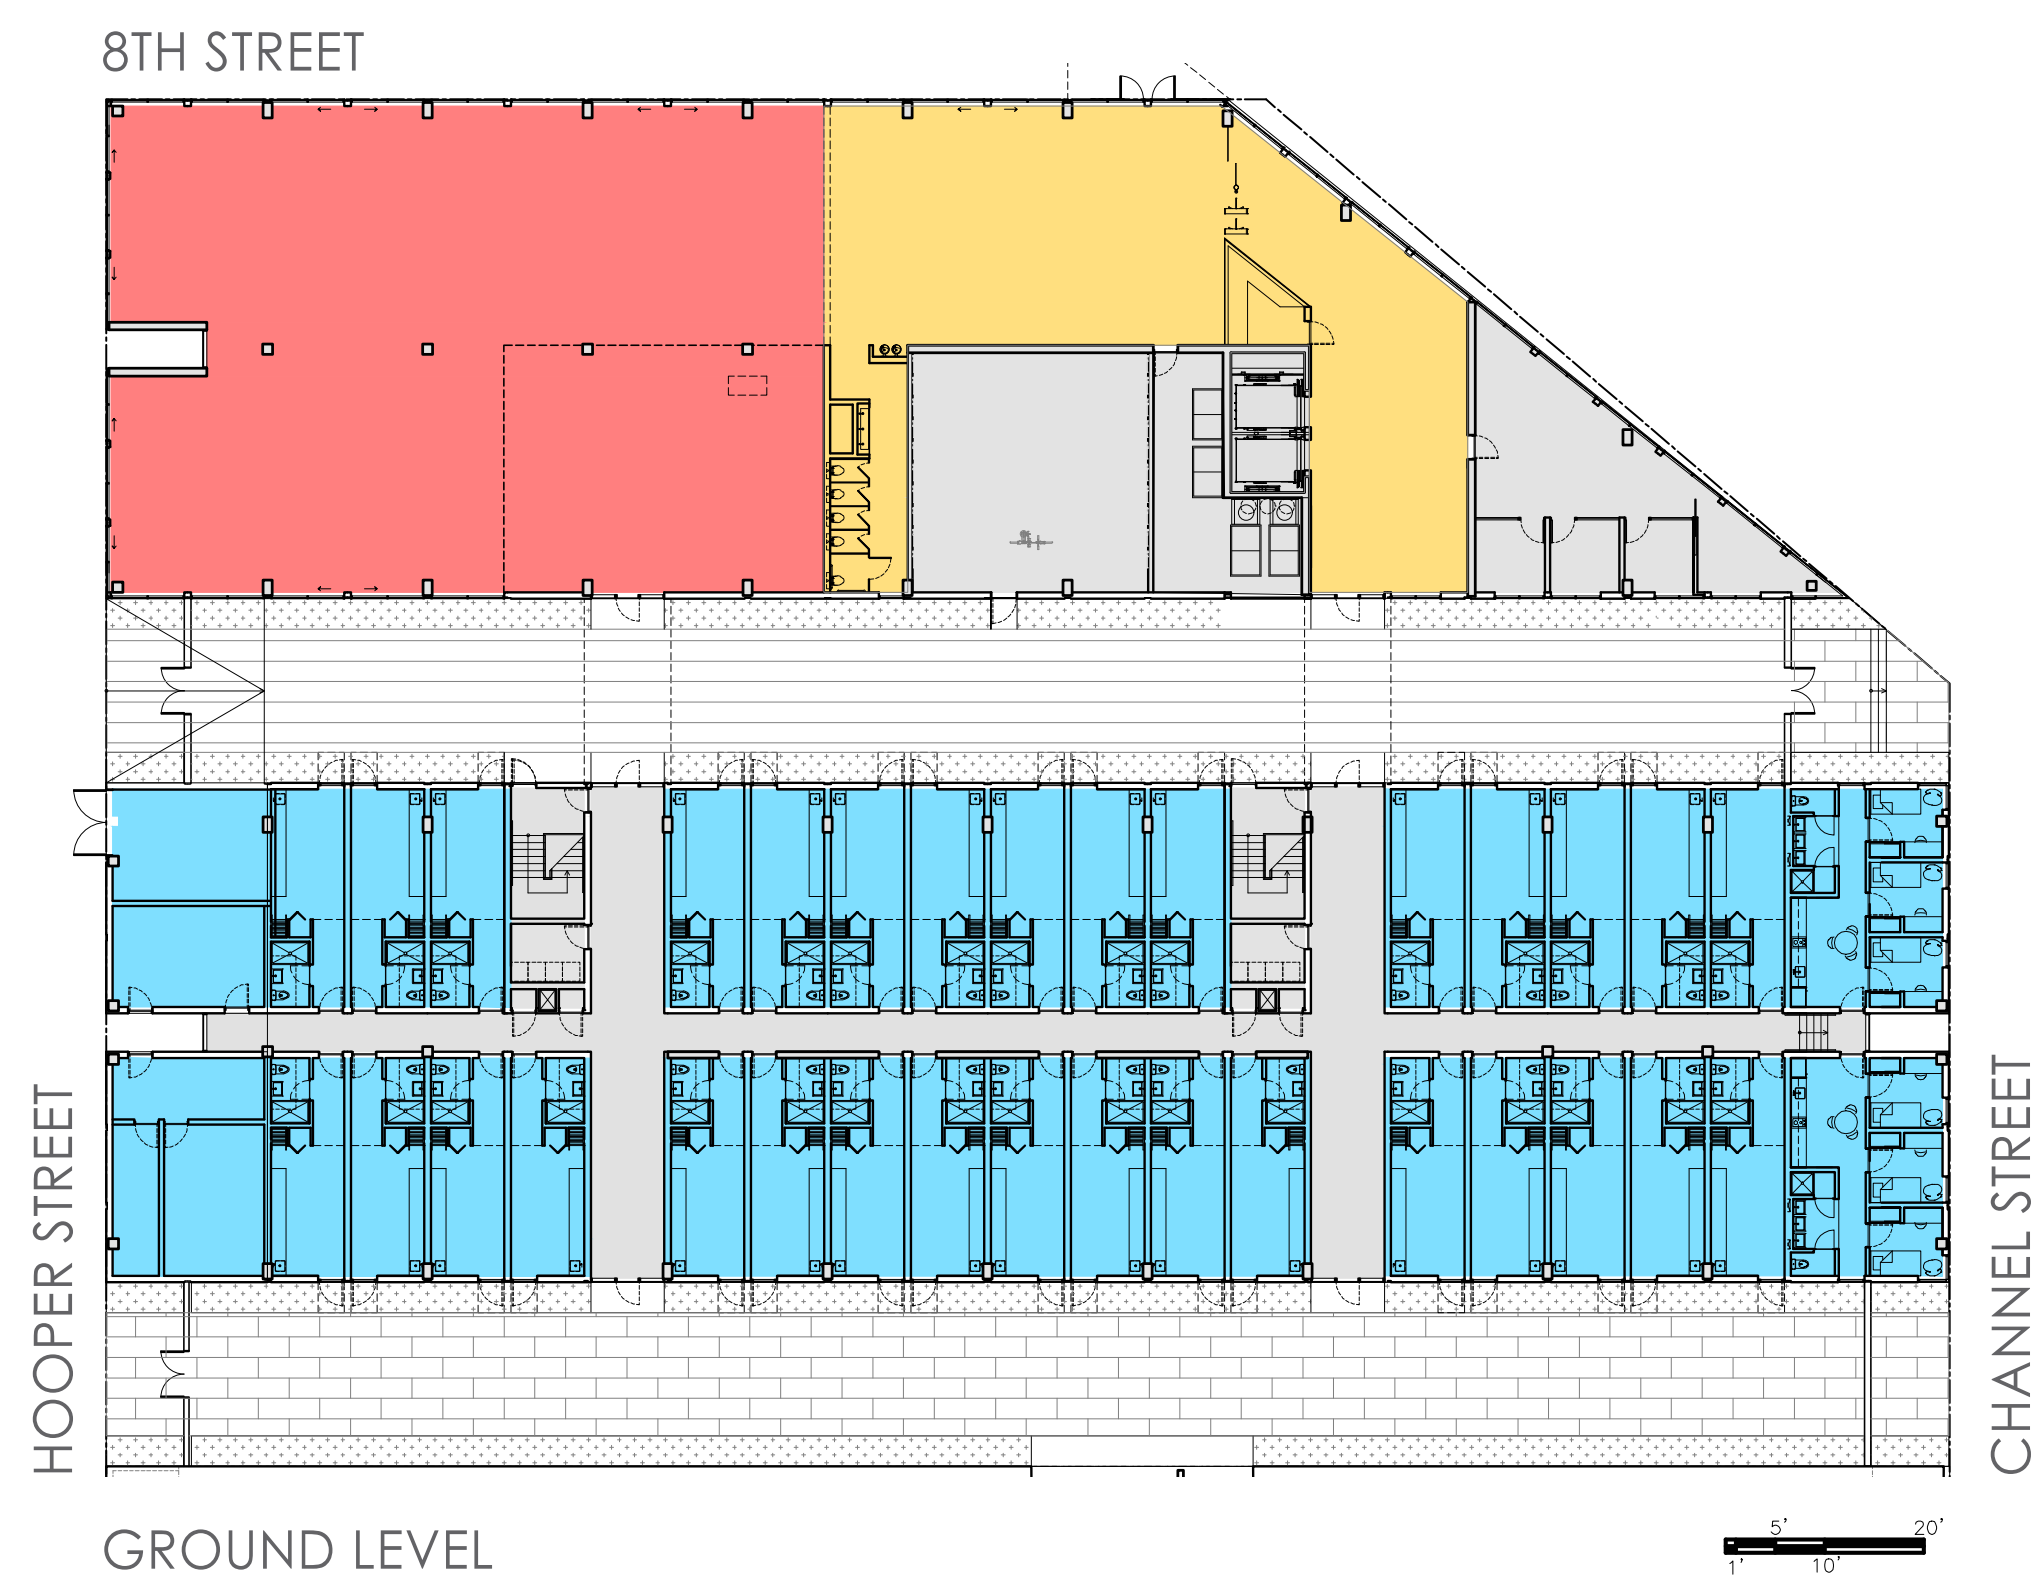 8TH STREET
HOOPER STREET
CHANNEL STREET
GROUND LEVEL
5' 20'
1' 10'